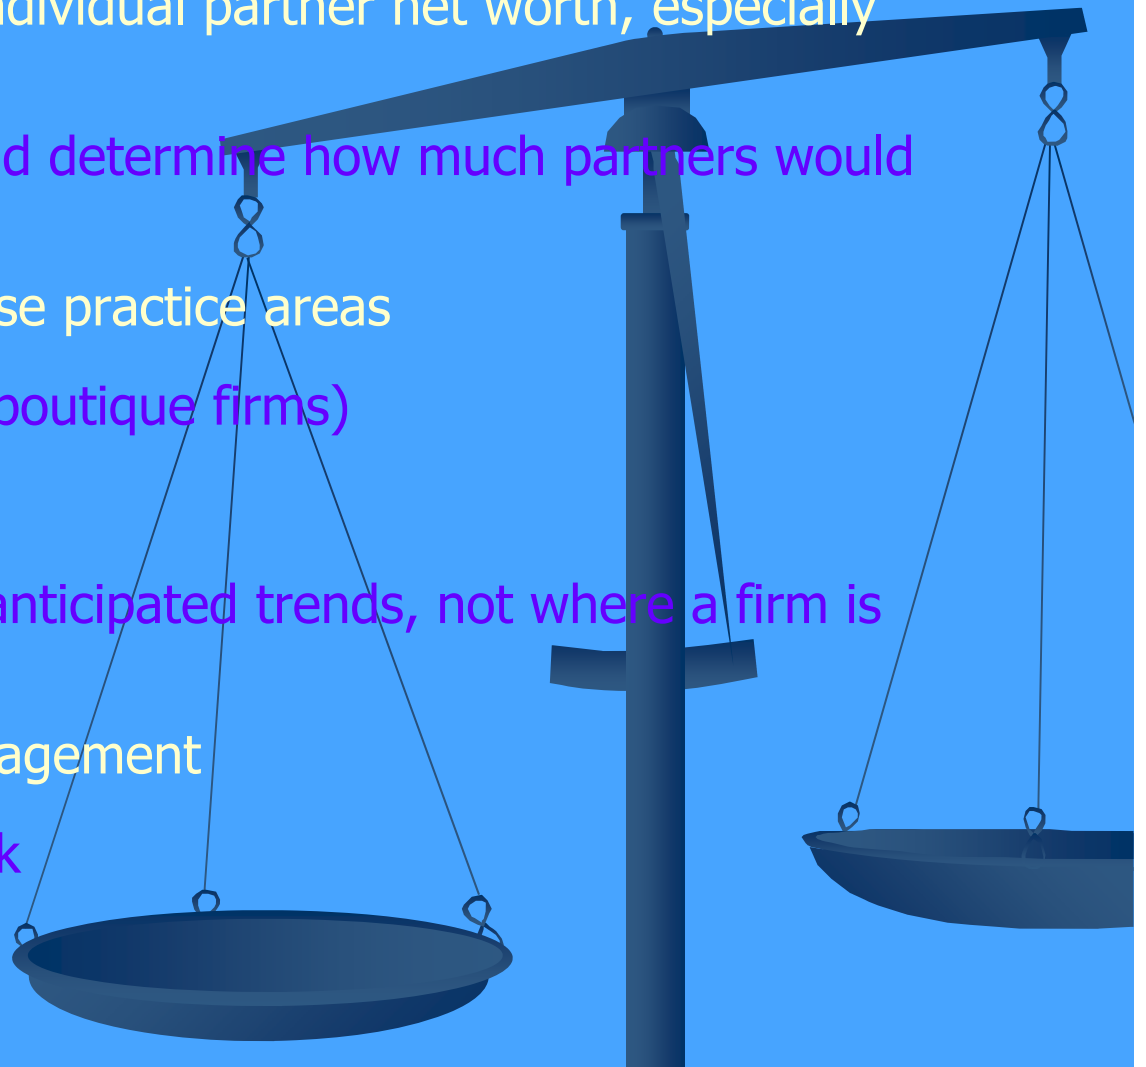 dividual partner net worth, especially
d determine how much partners would
se practice areas
boutique firms)
anticipated trends, not where a firm is
agement
k